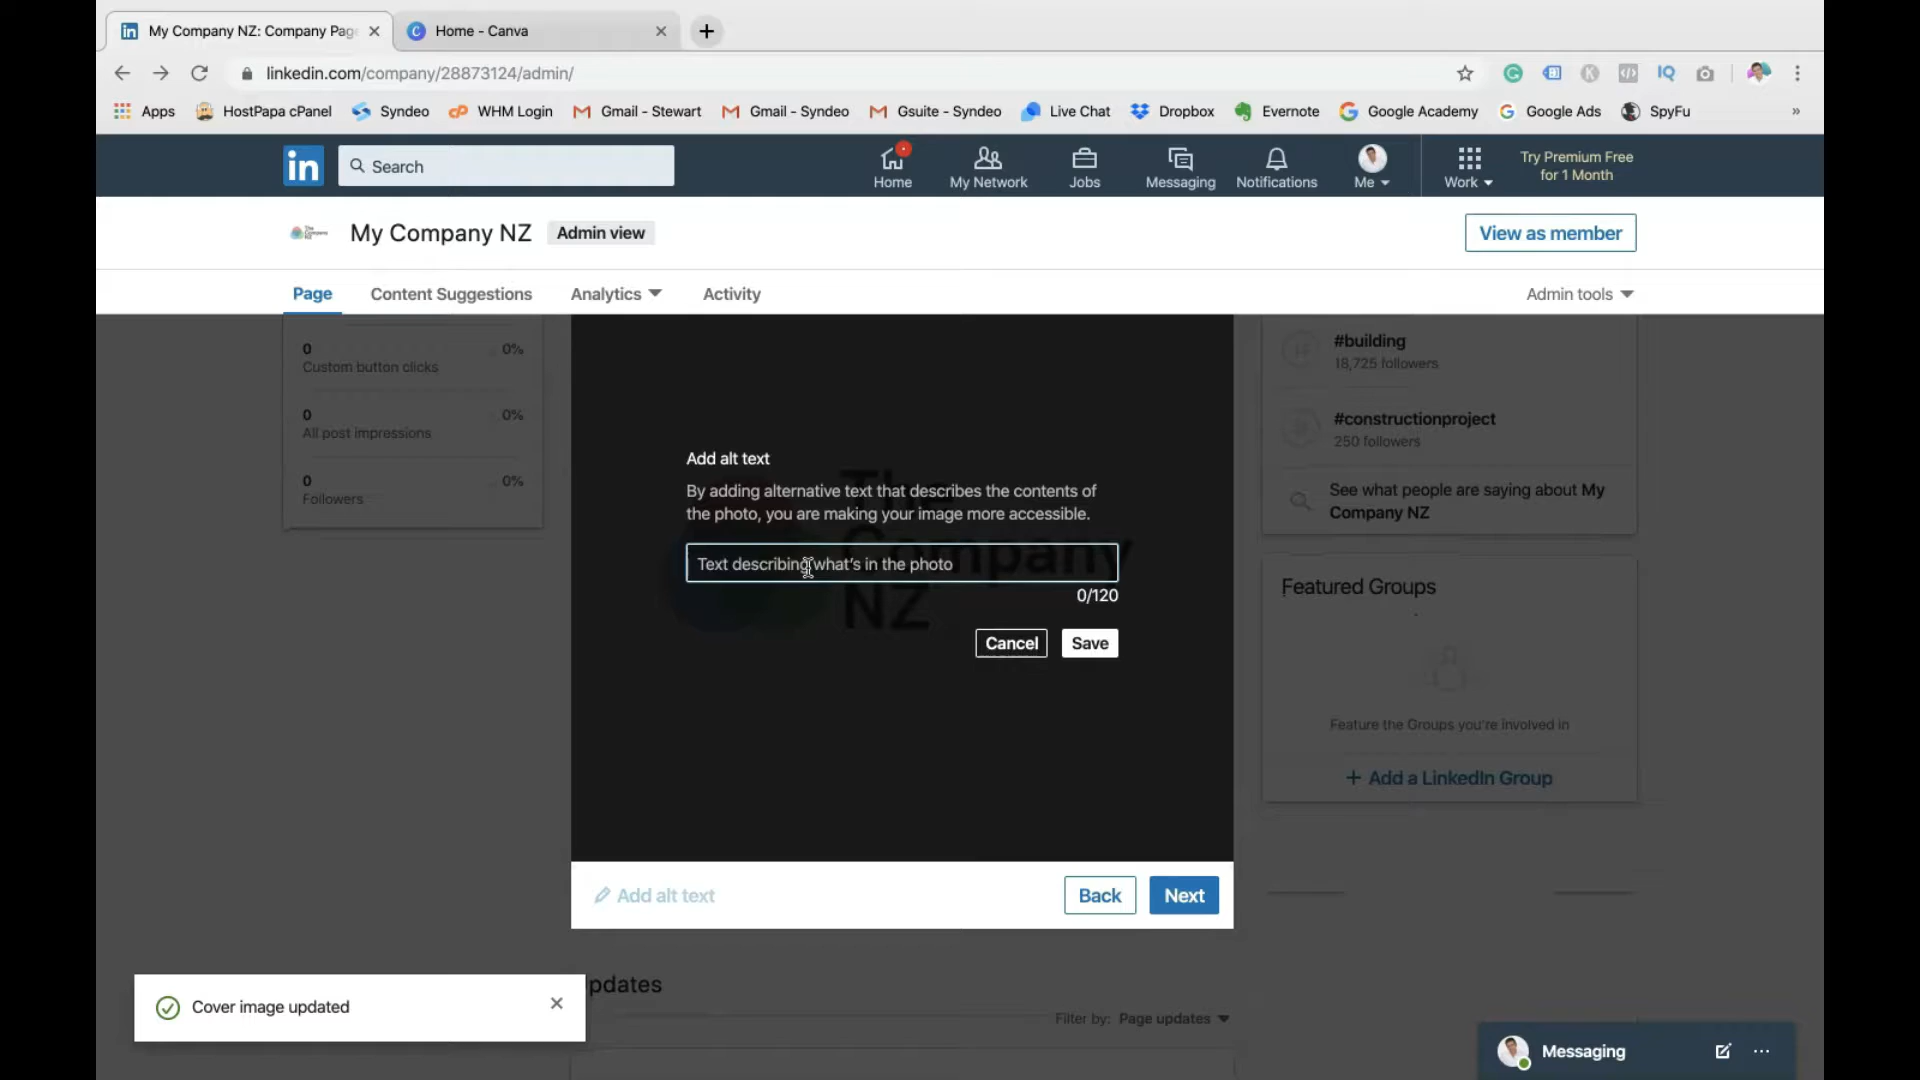 My Company NZ: Company Pag
Home - Canva
linkedin.com/company/28873124/admin/
Apps
HostPapa cPanel
Syndeo
WHM Login
Gmail - Stewart
Gmail - Syndeo
Gsuite - Syndeo
Live Chat
Dropbox
Evernote
Google Academy
Google Ads
SpyFu
»
in
Search
Home
My Network
Jobs
Messaging
Notifications
Me
Work
Try Premium Free
for 1 Month
My Company NZ
Admin view
View as member
Page
Content Suggestions
Analytics
Activity
Admin tools
0
0%
Custom button clicks
0
0%
All post impressions
0
0%
Followers
Add alt text
By adding alternative text that describes the contents of
the photo, you are making your image more accessible.
Text describing what's in the photo
0/120
Cancel
Save
The
Company
NZ
Add alt text
Back
Next
#building
18,725 followers
#constructionproject
250 followers
See what people are saying about My
Company NZ
Featured Groups
Feature the Groups you're involved in
+ Add a LinkedIn Group
pdates
Filter by: Page updates
Cover image updated
Messaging